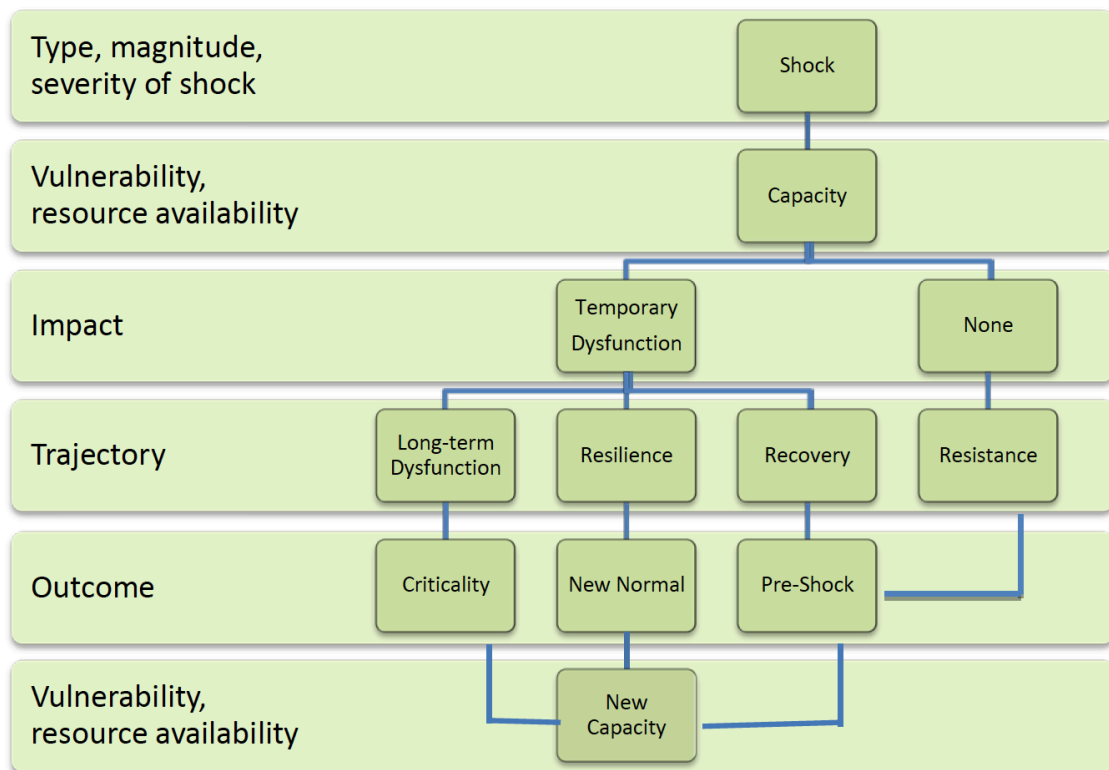 Type, magnitude,
severity of shock
Shock
Vulnerability,
resource availability
Capacity
Impact
Temporary
Dysfunction
None
Trajectory
Long-term
Dysfunction
Resilience
Recovery
Resistance
Outcome
Criticality
New Normal
Pre-Shock
Vulnerability,
resource availability
New
Capacity